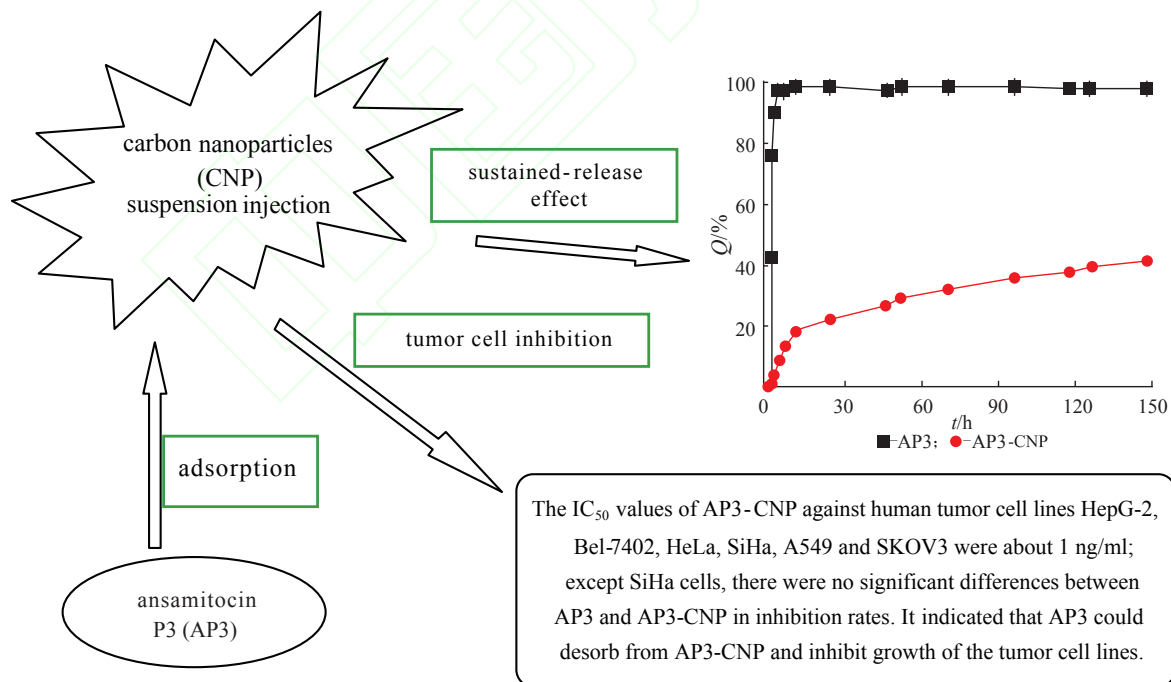 carbon nanoparticles
(CNP)
suspension injection
sustained-release
effect
tumor cell inhibition
adsorption
ansamitocin
P3 (AP3)
100
80
60
40
20
0
30
60
90
120
150
Q/%
t/h
AP3; AP3-CNP
The IC₅₀ values of AP3-CNP against human tumor cell lines HepG-2,
Bel-7402, HeLa, SiHa, A549 and SKOV3 were about 1 ng/ml;
except SiHa cells, there were no significant differences between
AP3 and AP3-CNP in inhibition rates. It indicated that AP3 could
desorb from AP3-CNP and inhibit growth of the tumor cell lines.